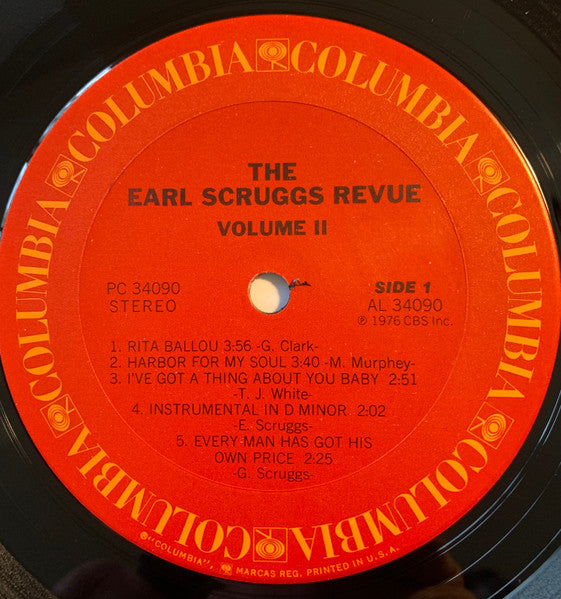 COLUMBIA COLUMBIA COLUMBIA COLUMBIA COLUMBIA COLUMBIA
THE
EARL SCRUGGS REVUE
VOLUME II
PC 34090
STEREO
SIDE 1
AL 34090
℗ 1976 CBS Inc.
1. RITA BALLOU 3:56 -G. Clark-
2. HARBOR FOR MY SOUL 3:40 -M. Murphey-
3. I'VE GOT A THING ABOUT YOU BABY 2:51
-T. J. White-
4. INSTRUMENTAL IN D MINOR 2:02
-E. Scruggs-
5. EVERY MAN HAS GOT HIS
OWN PRICE 2:25
-G. Scruggs-
®"COLUMBIA", MARCAS REG. PRINTED IN U.S.A.